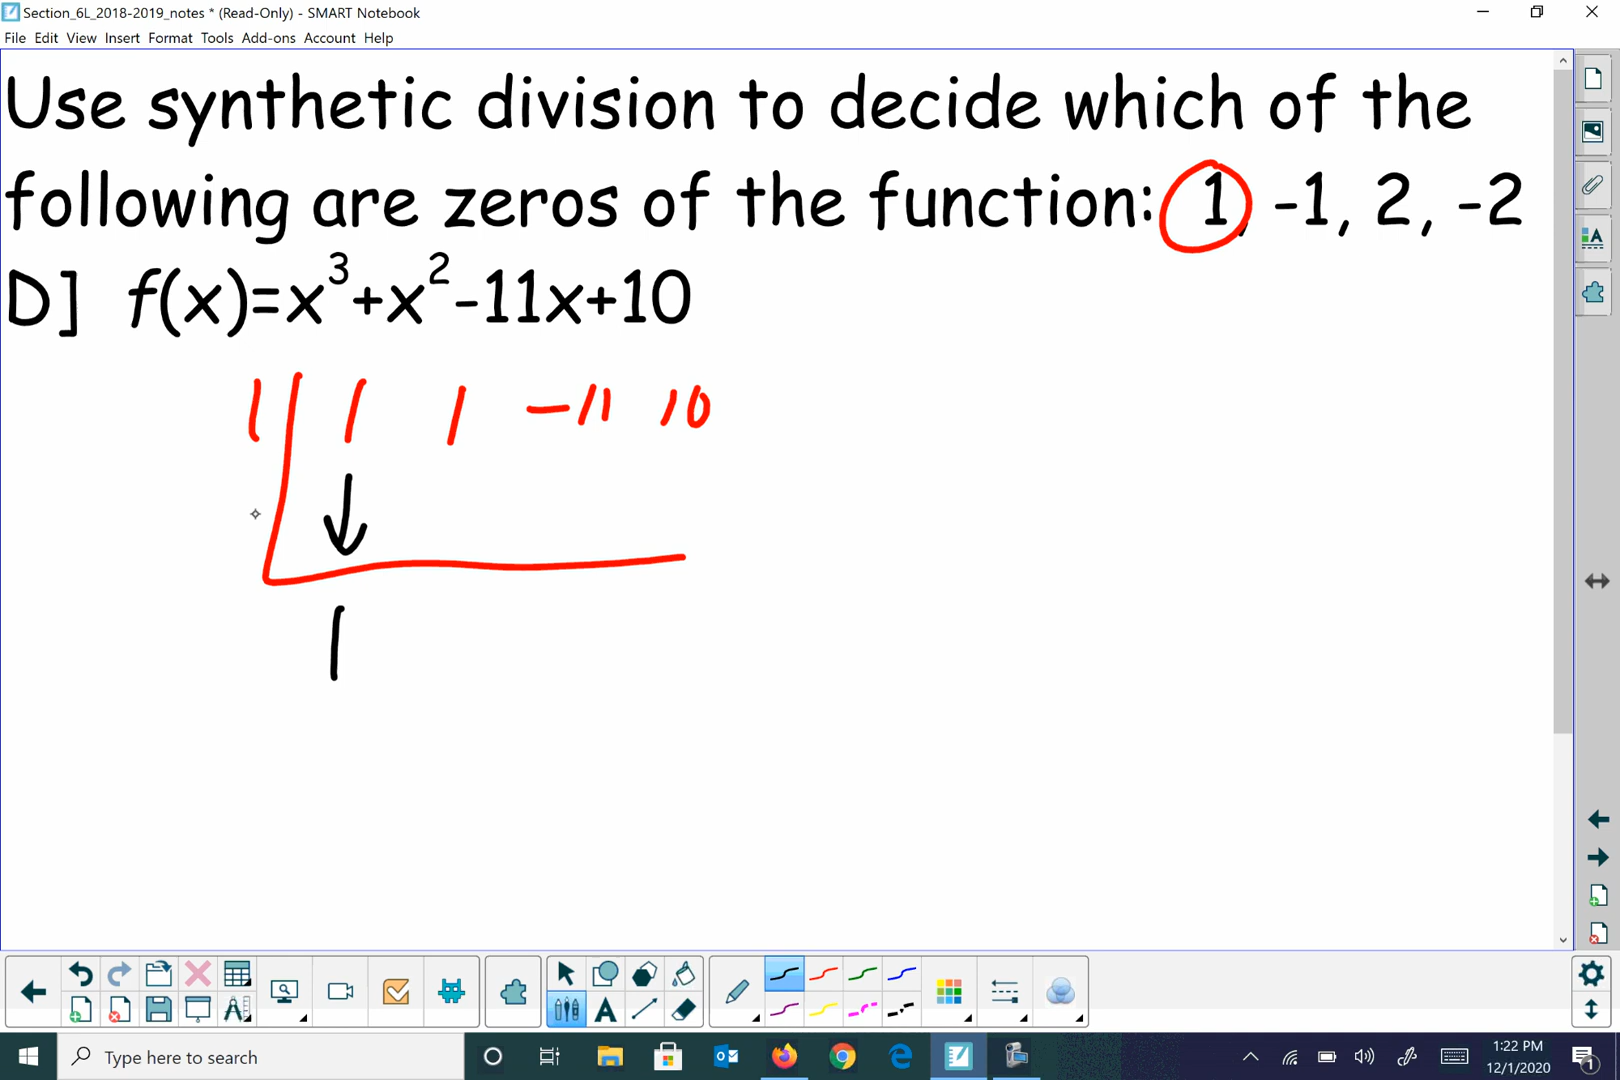 Section_6L_2018-2019_notes * (Read-Only) - SMART Notebook
File Edit View Insert Format Tools Add-ons Account Help
Use synthetic division to decide which of the
following are zeros of the function: 1, -1, 2, -2
D] f(x)=x³+x²-11x+10
1 1 1 -11 10
1
Type here to search
1:22 PM
12/1/2020
1